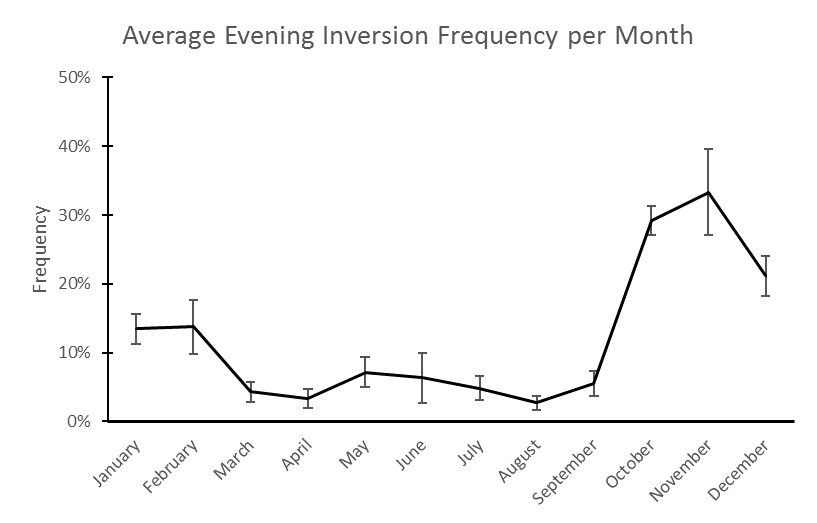 Average Evening Inversion Frequency per Month
50%
40%
30%
20%
10%
0%
Frequency
January
February
March
April
May
June
July
August
September
October
November
December